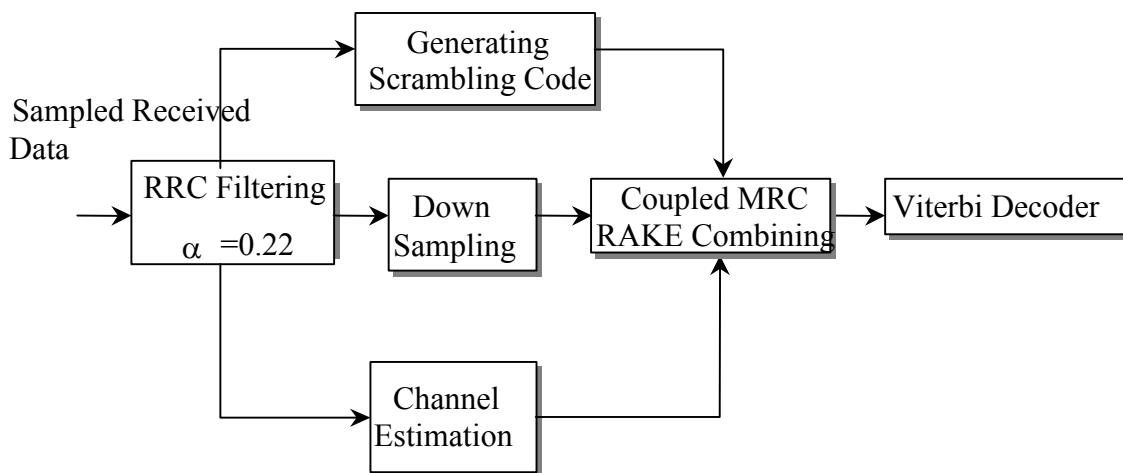 Generating
Scrambling Code
Sampled Received
Data
RRC Filtering
α =0.22
Down
Sampling
Coupled MRC
RAKE Combining
Viterbi Decoder
Channel
Estimation